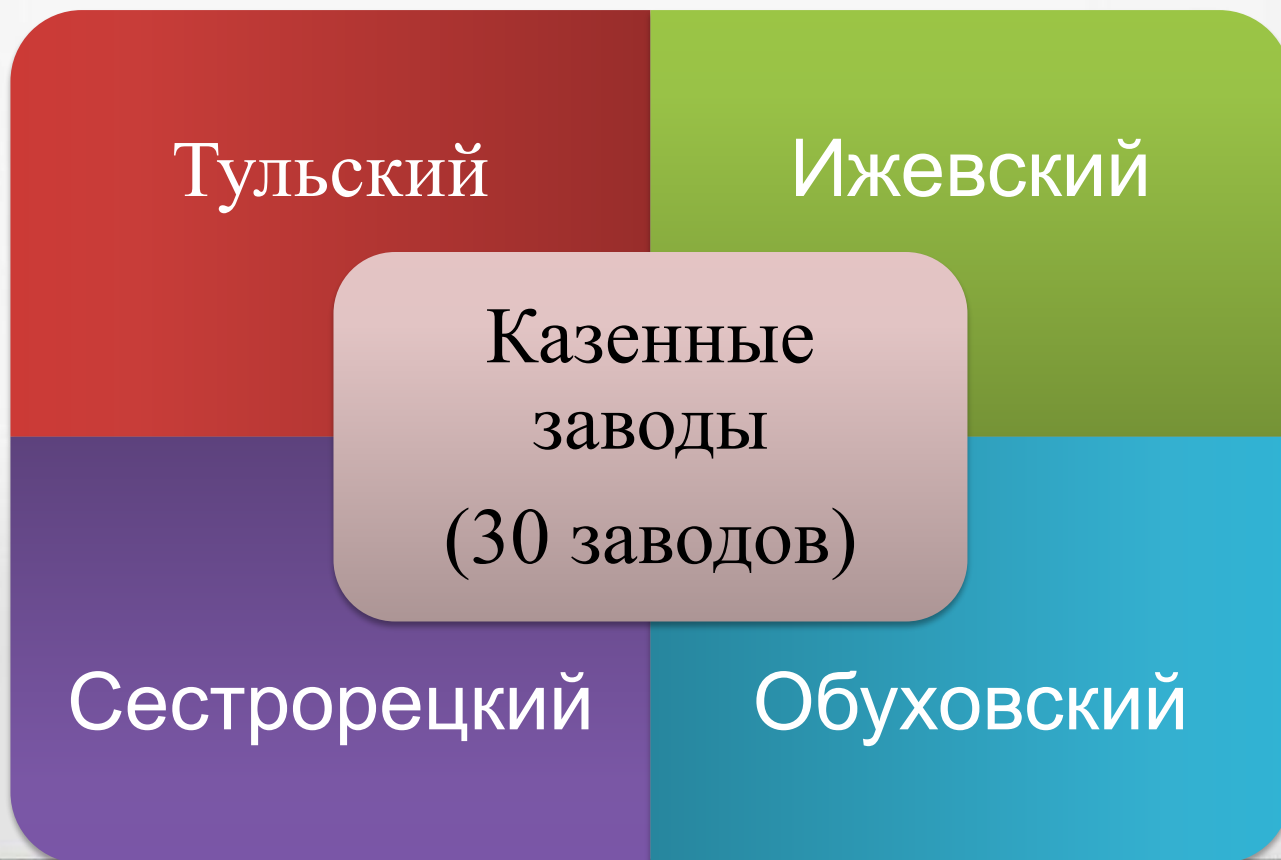 Тульский
Ижевский
Казенные
заводы
(30 заводов)
Сестрорецкий
Обуховский